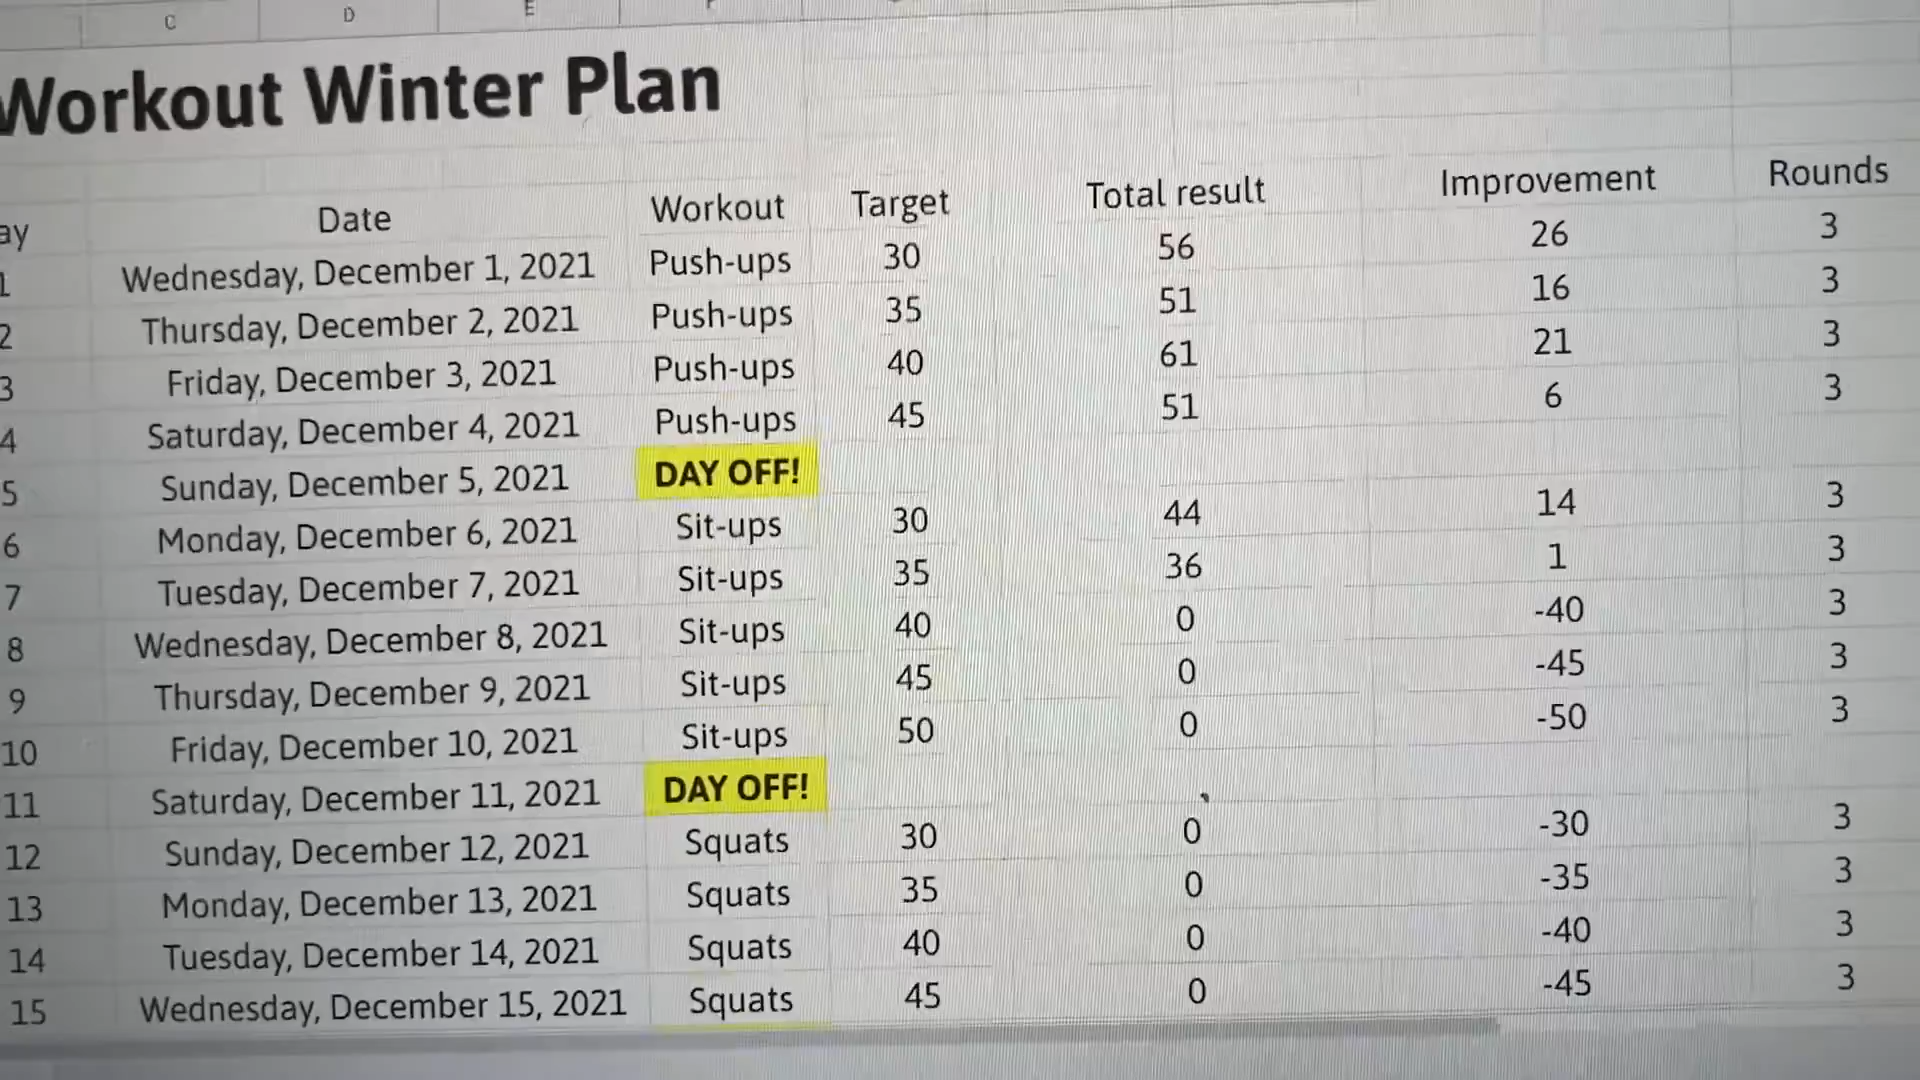 C D E F
Workout Winter Plan
ay Date Workout Target Total result Improvement Rounds
1 Wednesday, December 1, 2021 Push-ups 30 56 26 3
2 Thursday, December 2, 2021 Push-ups 35 51 16 3
3 Friday, December 3, 2021 Push-ups 40 61 21 3
4 Saturday, December 4, 2021 Push-ups 45 51 6 3
5 Sunday, December 5, 2021 DAY OFF!
6 Monday, December 6, 2021 Sit-ups 30 44 14 3
7 Tuesday, December 7, 2021 Sit-ups 35 36 1 3
8 Wednesday, December 8, 2021 Sit-ups 40 0 -40 3
9 Thursday, December 9, 2021 Sit-ups 45 0 -45 3
10 Friday, December 10, 2021 Sit-ups 50 0 -50 3
11 Saturday, December 11, 2021 DAY OFF!
12 Sunday, December 12, 2021 Squats 30 0 -30 3
13 Monday, December 13, 2021 Squats 35 0 -35 3
14 Tuesday, December 14, 2021 Squats 40 0 -40 3
15 Wednesday, December 15, 2021 Squats 45 0 -45 3